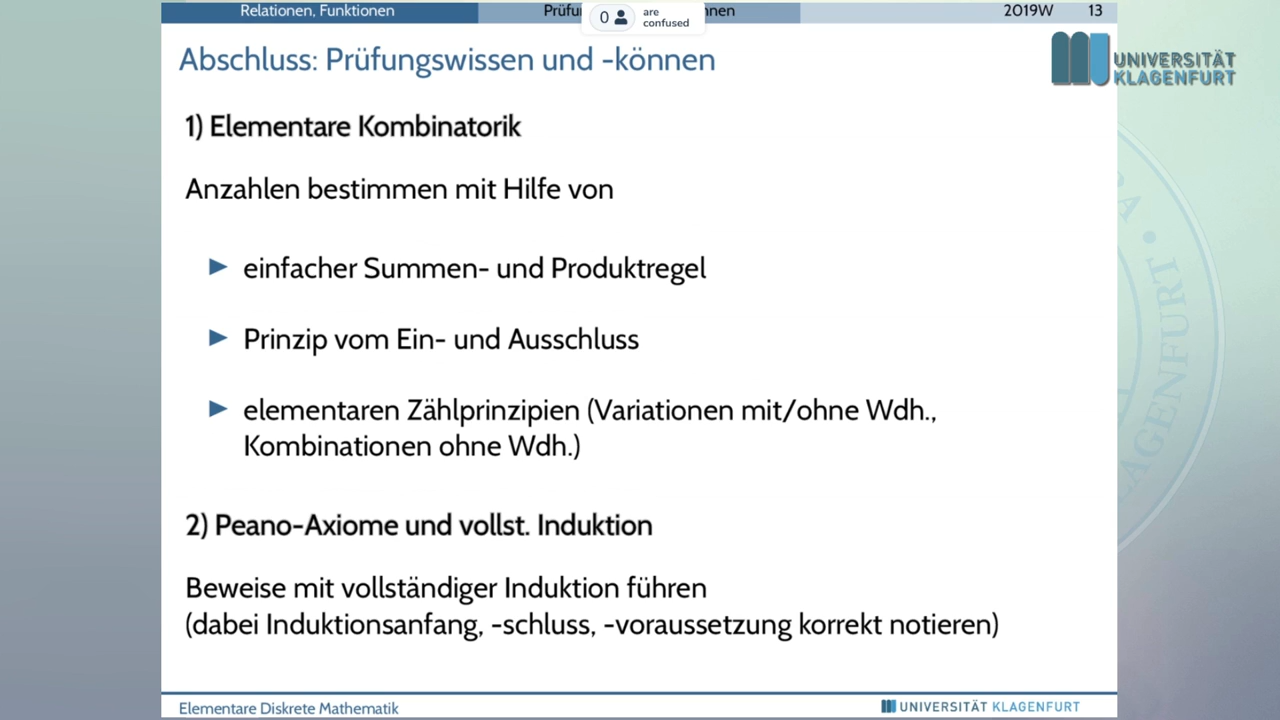 Relationen, Funktionen
2019W
13
0
are
confused
Abschluss: Prüfungswissen und -können
UNIVERSITÄT
KLAGENFURT
1) Elementare Kombinatorik
Anzahlen bestimmen mit Hilfe von
einfacher Summen- und Produktregel
Prinzip vom Ein- und Ausschluss
elementaren Zählprinzipien (Variationen mit/ohne Wdh.,
Kombinationen ohne Wdh.)
2) Peano-Axiome und vollst. Induktion
Beweise mit vollständiger Induktion führen
(dabei Induktionsanfang, -schluss, -voraussetzung korrekt notieren)
Elementare Diskrete Mathematik
UNIVERSITÄT KLAGENFURT